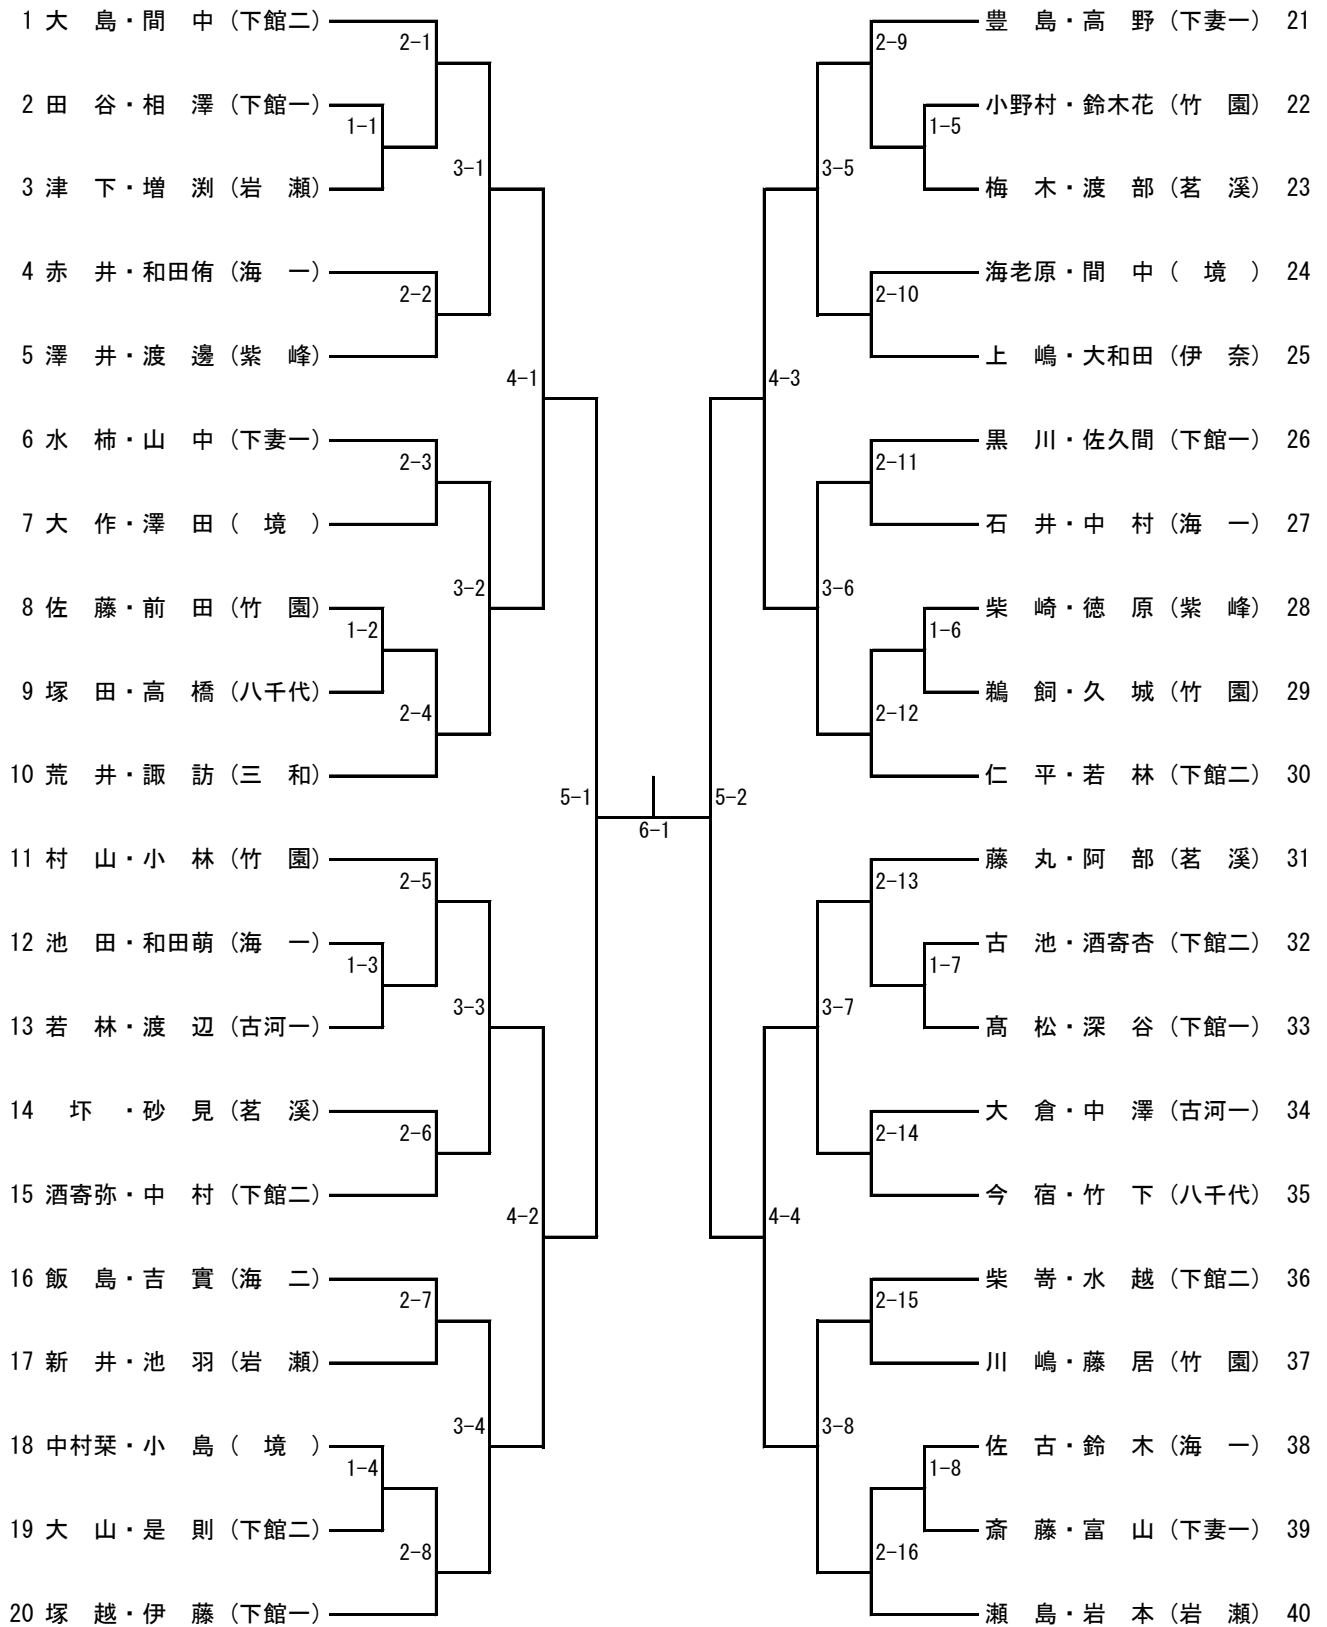 1 大　島・間　中（下館二）
2-1
2 田　谷・相　澤（下館一）
1-1
3 津　下・増　渕（岩　瀬）
3-1
4 赤　井・和田侑（海　一）
2-2
5 澤　井・渡　邊（紫　峰）
4-1
6 水　柿・山　中（下妻一）
2-3
7 大　作・澤　田（　境　）
3-2
8 佐　藤・前　田（竹　園）
1-2
9 塚　田・高　橋（八千代）
2-4
10 荒　井・諏　訪（三　和）
5-1
11 村　山・小　林（竹　園）
2-5
12 池　田・和田萌（海　一）
1-3
13 若　林・渡　辺（古河一）
3-3
14 　坏　・砂　見（茗　溪）
2-6
15 酒寄弥・中　村（下館二）
4-2
16 飯　島・吉　實（海　二）
2-7
17 新　井・池　羽（岩　瀬）
3-4
18 中村栞・小　島（　境　）
1-4
19 大　山・是　則（下館二）
2-8
20 塚　越・伊　藤（下館一）
6-1
豊　島・高　野（下妻一） 21
2-9
小野村・鈴木花（竹　園） 22
1-5
梅　木・渡　部（茗　溪） 23
3-5
海老原・間　中（　境　） 24
2-10
上　嶋・大和田（伊　奈） 25
4-3
黒　川・佐久間（下館一） 26
2-11
石　井・中　村（海　一） 27
3-6
柴　崎・徳　原（紫　峰） 28
1-6
鵜　飼・久　城（竹　園） 29
2-12
仁　平・若　林（下館二） 30
5-2
藤　丸・阿　部（茗　溪） 31
2-13
古　池・酒寄杏（下館二） 32
1-7
髙　松・深　谷（下館一） 33
3-7
大　倉・中　澤（古河一） 34
2-14
今　宿・竹　下（八千代） 35
4-4
柴　嵜・水　越（下館二） 36
2-15
川　嶋・藤　居（竹　園） 37
3-8
佐　古・鈴　木（海　一） 38
1-8
斎　藤・富　山（下妻一） 39
2-16
瀬　島・岩　本（岩　瀬） 40